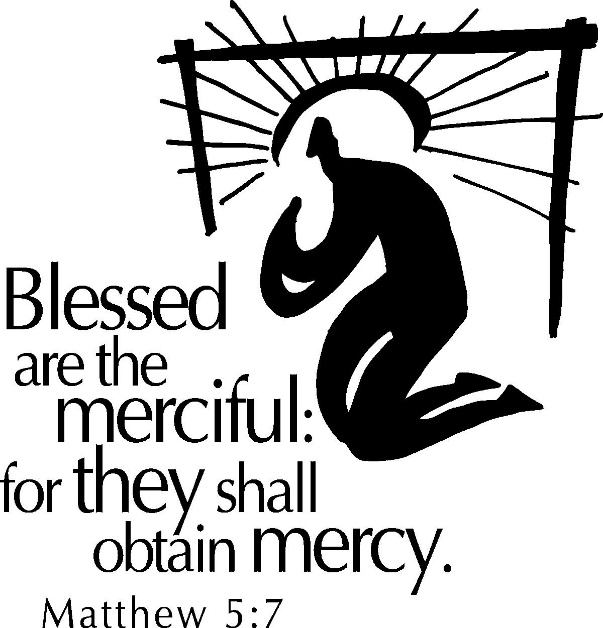 Blessed
are the
merciful:
for they shall
obtain mercy.
Matthew 5:7